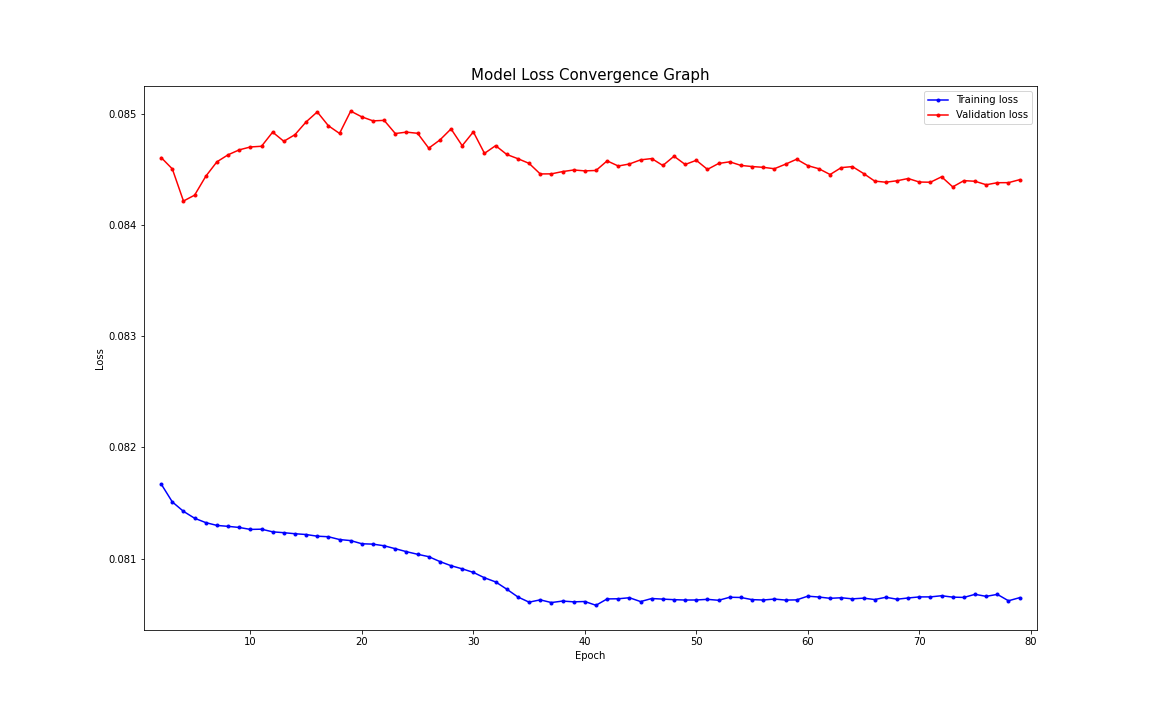 Model Loss Convergence Graph
Training loss
Validation loss
0.085
0.084
0.083
0.082
0.081
Loss
10 20 30 40 50 60 70 80
Epoch